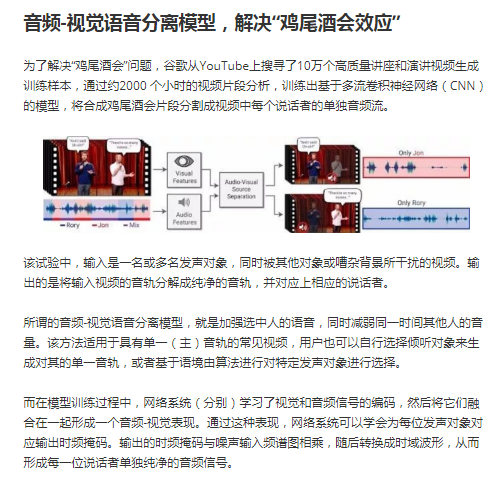 音频-视觉语音分离模型，解决“鸡尾酒会效应”
为了解决“鸡尾酒会”问题，谷歌从YouTube上搜寻了10万个高质量讲座和演讲视频生成
训练样本，通过约2000 个小时的视频片段分析，训练出基于多流卷积神经网络（CNN）
的模型，将合成鸡尾酒会片段分割成视频中每个说话者的单独音频流。
Visual
Features
Audio
Features
Audio-Visual
Source
Separation
Only Jon
Only Rory
Rory
Jon
Mix
该试验中，输入是一名或多名发声对象，同时被其他对象或嘈杂背景所干扰的视频。输
出的是将输入视频的音轨分解成纯净的音轨，并对应上相应的说话者。
所谓的音频-视觉语音分离模型，就是加强选中人的语音，同时减弱同一时间其他人的音
量。该方法适用于具有单一（主）音轨的常见视频，用户也可以自行选择倾听对象来生
成对其的单一音轨，或者基于语境由算法进行对特定发声对象进行选择。
而在模型训练过程中，网络系统（分别）学习了视觉和音频信号的编码，然后将它们融
合在一起形成一个音频-视觉表现。通过这种表现，网络系统可以学会为每位发声对象对
应输出时频掩码。输出的时频掩码与噪声输入频谱图相乘，随后转换成时域波形，从而
形成每一位说话者单独纯净的音频信号。